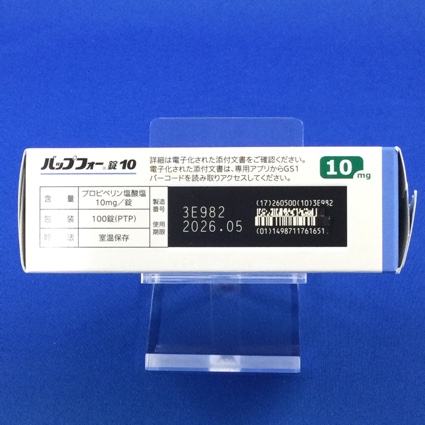 バップフォー®錠10
詳細は電子化された添付文書をご確認ください。
電子化された添付文書は、専用アプリからGS1
バーコードを読み取りアクセスしてください。
10mg
含 量 プロピベリン塩酸塩
10mg/錠
包 装 100錠(PTP)
貯 法 室温保存
製造
番号 3E982
使用
期限 2026.05
(17)260500(10)3E982
(01)1498711761651